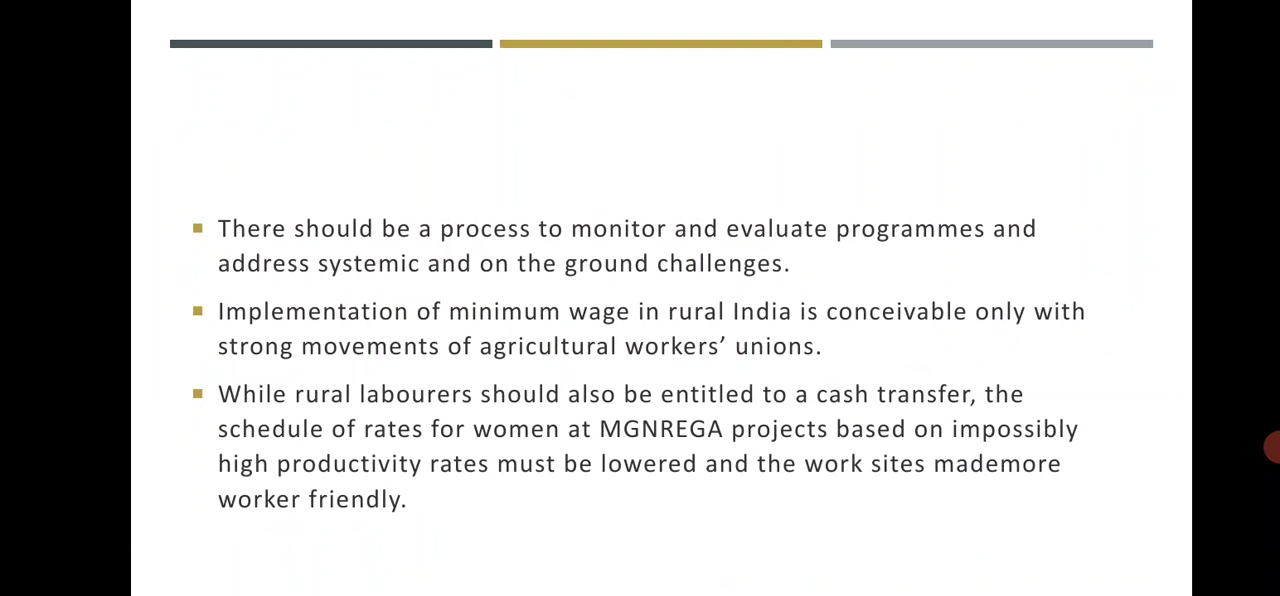 There should be a process to monitor and evaluate programmes and
address systemic and on the ground challenges.
Implementation of minimum wage in rural India is conceivable only with
strong movements of agricultural workers’ unions.
While rural labourers should also be entitled to a cash transfer, the
schedule of rates for women at MGNREGA projects based on impossibly
high productivity rates must be lowered and the work sites mademore
worker friendly.